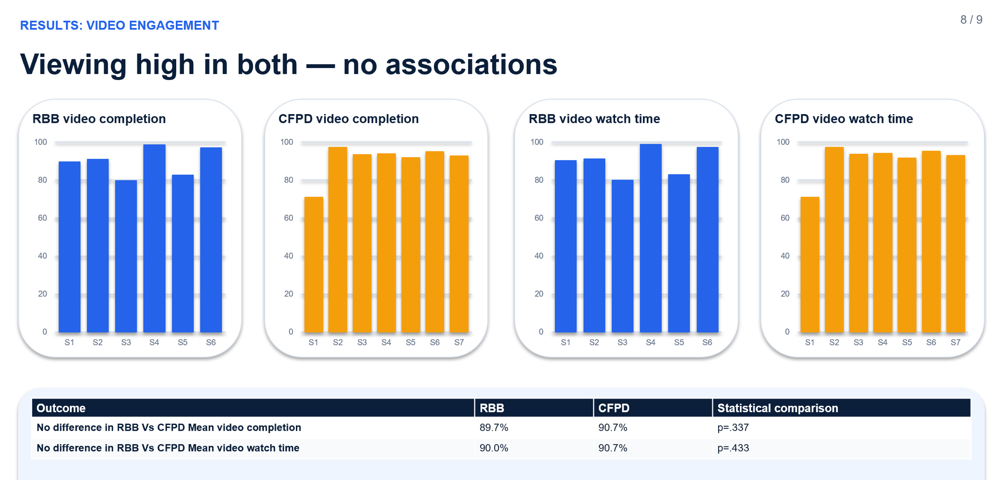 RESULTS: VIDEO ENGAGEMENT
8 / 9
Viewing high in both — no associations
RBB video completion
100
80
60
40
20
0
S1 S2 S3 S4 S5 S6
CFPD video completion
100
80
60
40
20
0
S1 S2 S3 S4 S5 S6 S7
RBB video watch time
100
80
60
40
20
0
S1 S2 S3 S4 S5 S6
CFPD video watch time
100
80
60
40
20
0
S1 S2 S3 S4 S5 S6 S7
Outcome RBB CFPD Statistical comparison
No difference in RBB Vs CFPD Mean video completion 89.7% 90.7% p=.337
No difference in RBB Vs CFPD Mean video watch time 90.0% 90.7% p=.433